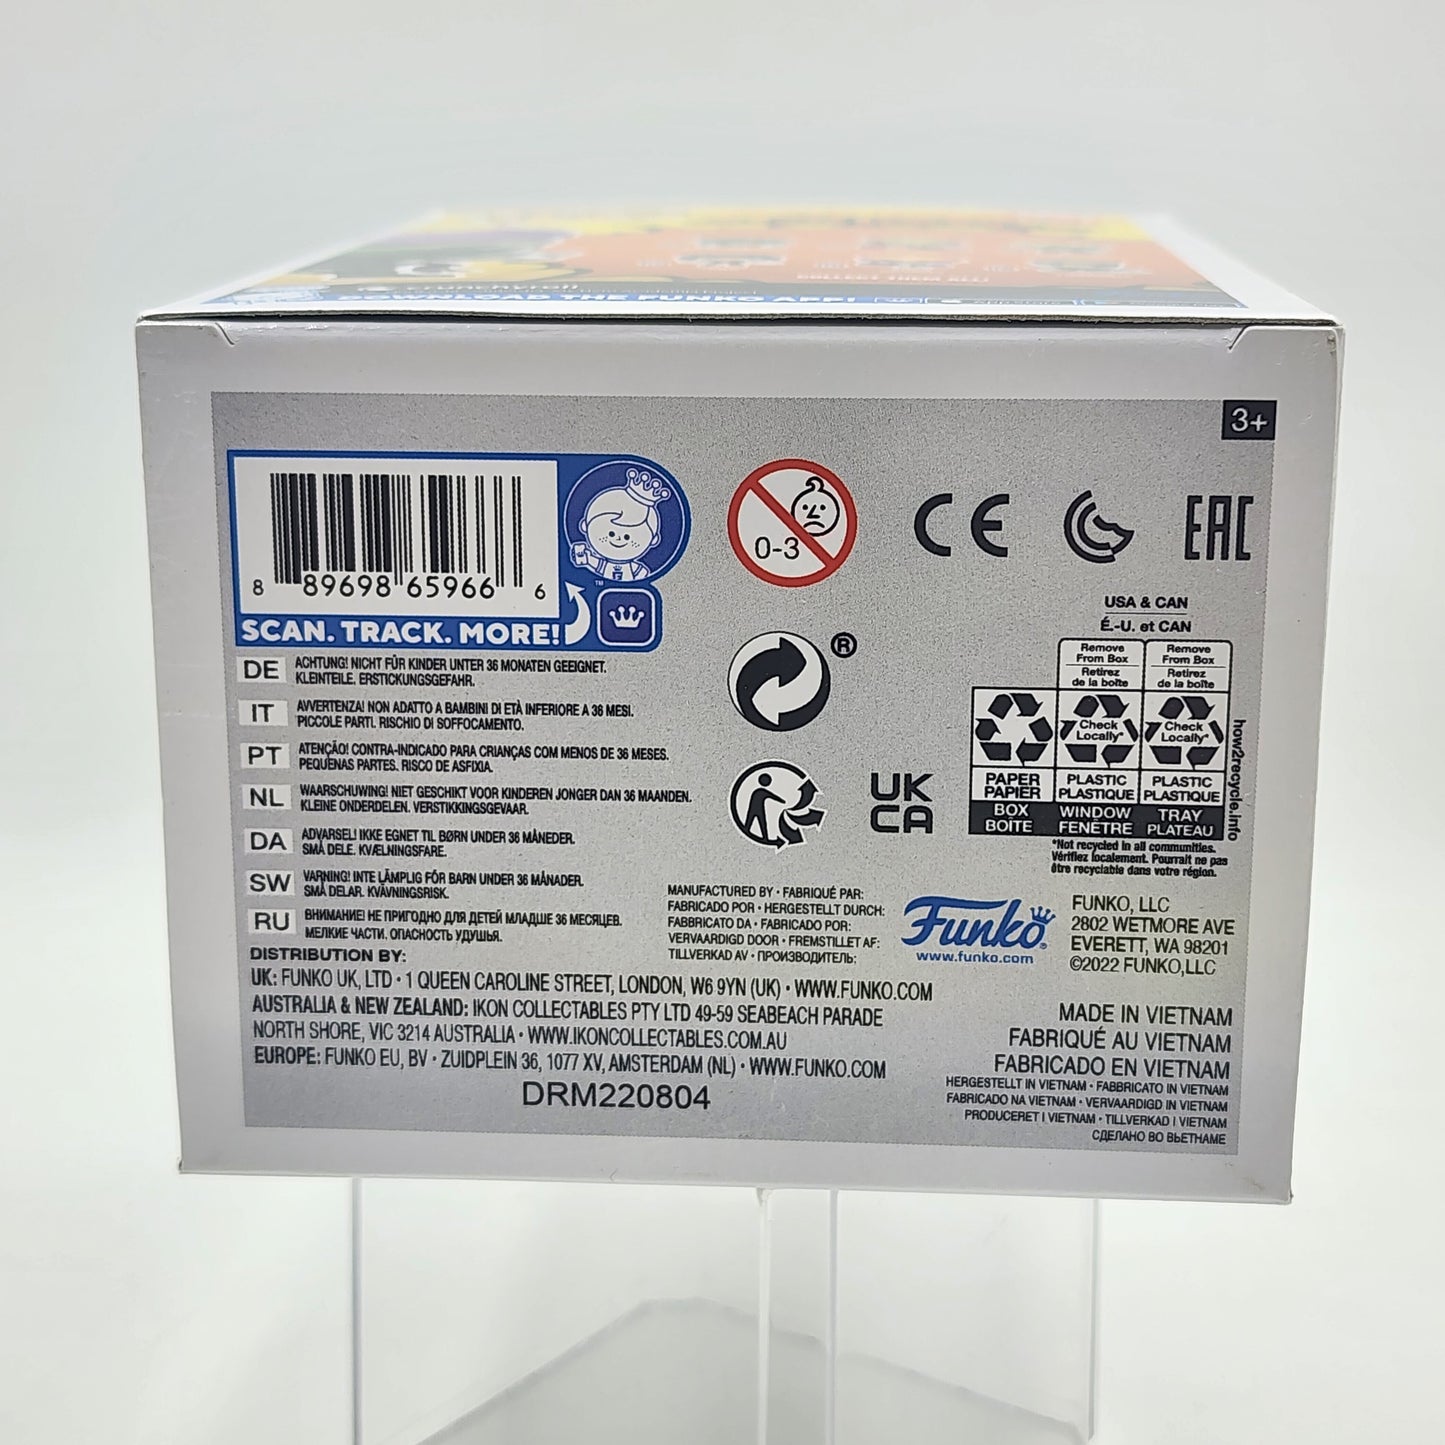 crunchyroll
COLLECT THEM ALL!
DOWNLOAD THE FUNKO APP!
3+
8 89698 65966 6
™
SCAN. TRACK. MORE!
0-3
CE
EAC
®
UK
CA
DE ACHTUNG! NICHT FÜR KINDER UNTER 36 MONATEN GEEIGNET.
KLEINTEILE. ERSTICKUNGSGEFAHR.
IT AVVERTENZA! NON ADATTO A BAMBINI DI ETÀ INFERIORE A 36 MESI.
PICCOLE PARTI. RISCHIO DI SOFFOCAMENTO.
PT ATENÇÃO! CONTRA-INDICADO PARA CRIANÇAS COM MENOS DE 36 MESES.
PEQUENAS PARTES. RISCO DE ASFIXIA.
NL WAARSCHUWING! NIET GESCHIKT VOOR KINDEREN JONGER DAN 36 MAANDEN.
KLEINE ONDERDELEN. VERSTIKKINGSGEVAAR.
DA ADVARSEL! IKKE EGNET TIL BØRN UNDER 36 MÅNEDER.
SMÅ DELE. KVÆLNINGSFARE.
SW VARNING! INTE LÄMPLIG FÖR BARN UNDER 36 MÅNADER.
SMÅ DELAR. KVÄVNINGSRISK.
RU ВНИМАНИЕ! НЕ ПРИГОДНО ДЛЯ ДЕТЕЙ МЛАДШЕ 36 МЕСЯЦЕВ.
МЕЛКИЕ ЧАСТИ. ОПАСНОСТЬ УДУШЬЯ.
USA & CAN
É.-U. et CAN
Remove From Box
Retirez de la boîte
Remove From Box
Retirez de la boîte
Check Locally*
Check Locally*
PAPER PAPIER
PLASTIC PLASTIQUE
PLASTIC PLASTIQUE
BOX BOÎTE
WINDOW FENÊTRE
TRAY PLATEAU
how2recycle.info
*Not recycled in all communities.
Vérifiez localement. Pourrait ne pas
être recyclable dans votre région.
MANUFACTURED BY • FABRIQUÉ PAR:
FABRICADO POR • HERGESTELLT DURCH:
FABBRICATO DA • FABRICADO POR:
VERVAARDIGD DOOR • FREMSTILLET AF:
TILLVERKAD AV • ПРОИЗВОДИТЕЛЬ:
Funko
www.funko.com
FUNKO, LLC
2802 WETMORE AVE
EVERETT, WA 98201
©2022 FUNKO,LLC
DISTRIBUTION BY:
UK: FUNKO UK, LTD • 1 QUEEN CAROLINE STREET, LONDON, W6 9YN (UK) • WWW.FUNKO.COM
AUSTRALIA & NEW ZEALAND: IKON COLLECTABLES PTY LTD 49-59 SEABEACH PARADE
NORTH SHORE, VIC 3214 AUSTRALIA • WWW.IKONCOLLECTABLES.COM.AU
EUROPE: FUNKO EU, BV • ZUIDPLEIN 36, 1077 XV, AMSTERDAM (NL) • WWW.FUNKO.COM
DRM220804
MADE IN VIETNAM
FABRIQUÉ AU VIETNAM
FABRICADO EN VIETNAM
HERGESTELLT IN VIETNAM • FABBRICATO IN VIETNAM
FABRICADO NA VIETNAM • VERVAARDIGD IN VIETNAM
PRODUCERET I VIETNAM • TILLVERKAD I VIETNAM
СДЕЛАНО ВО ВЬЕТНАМЕ